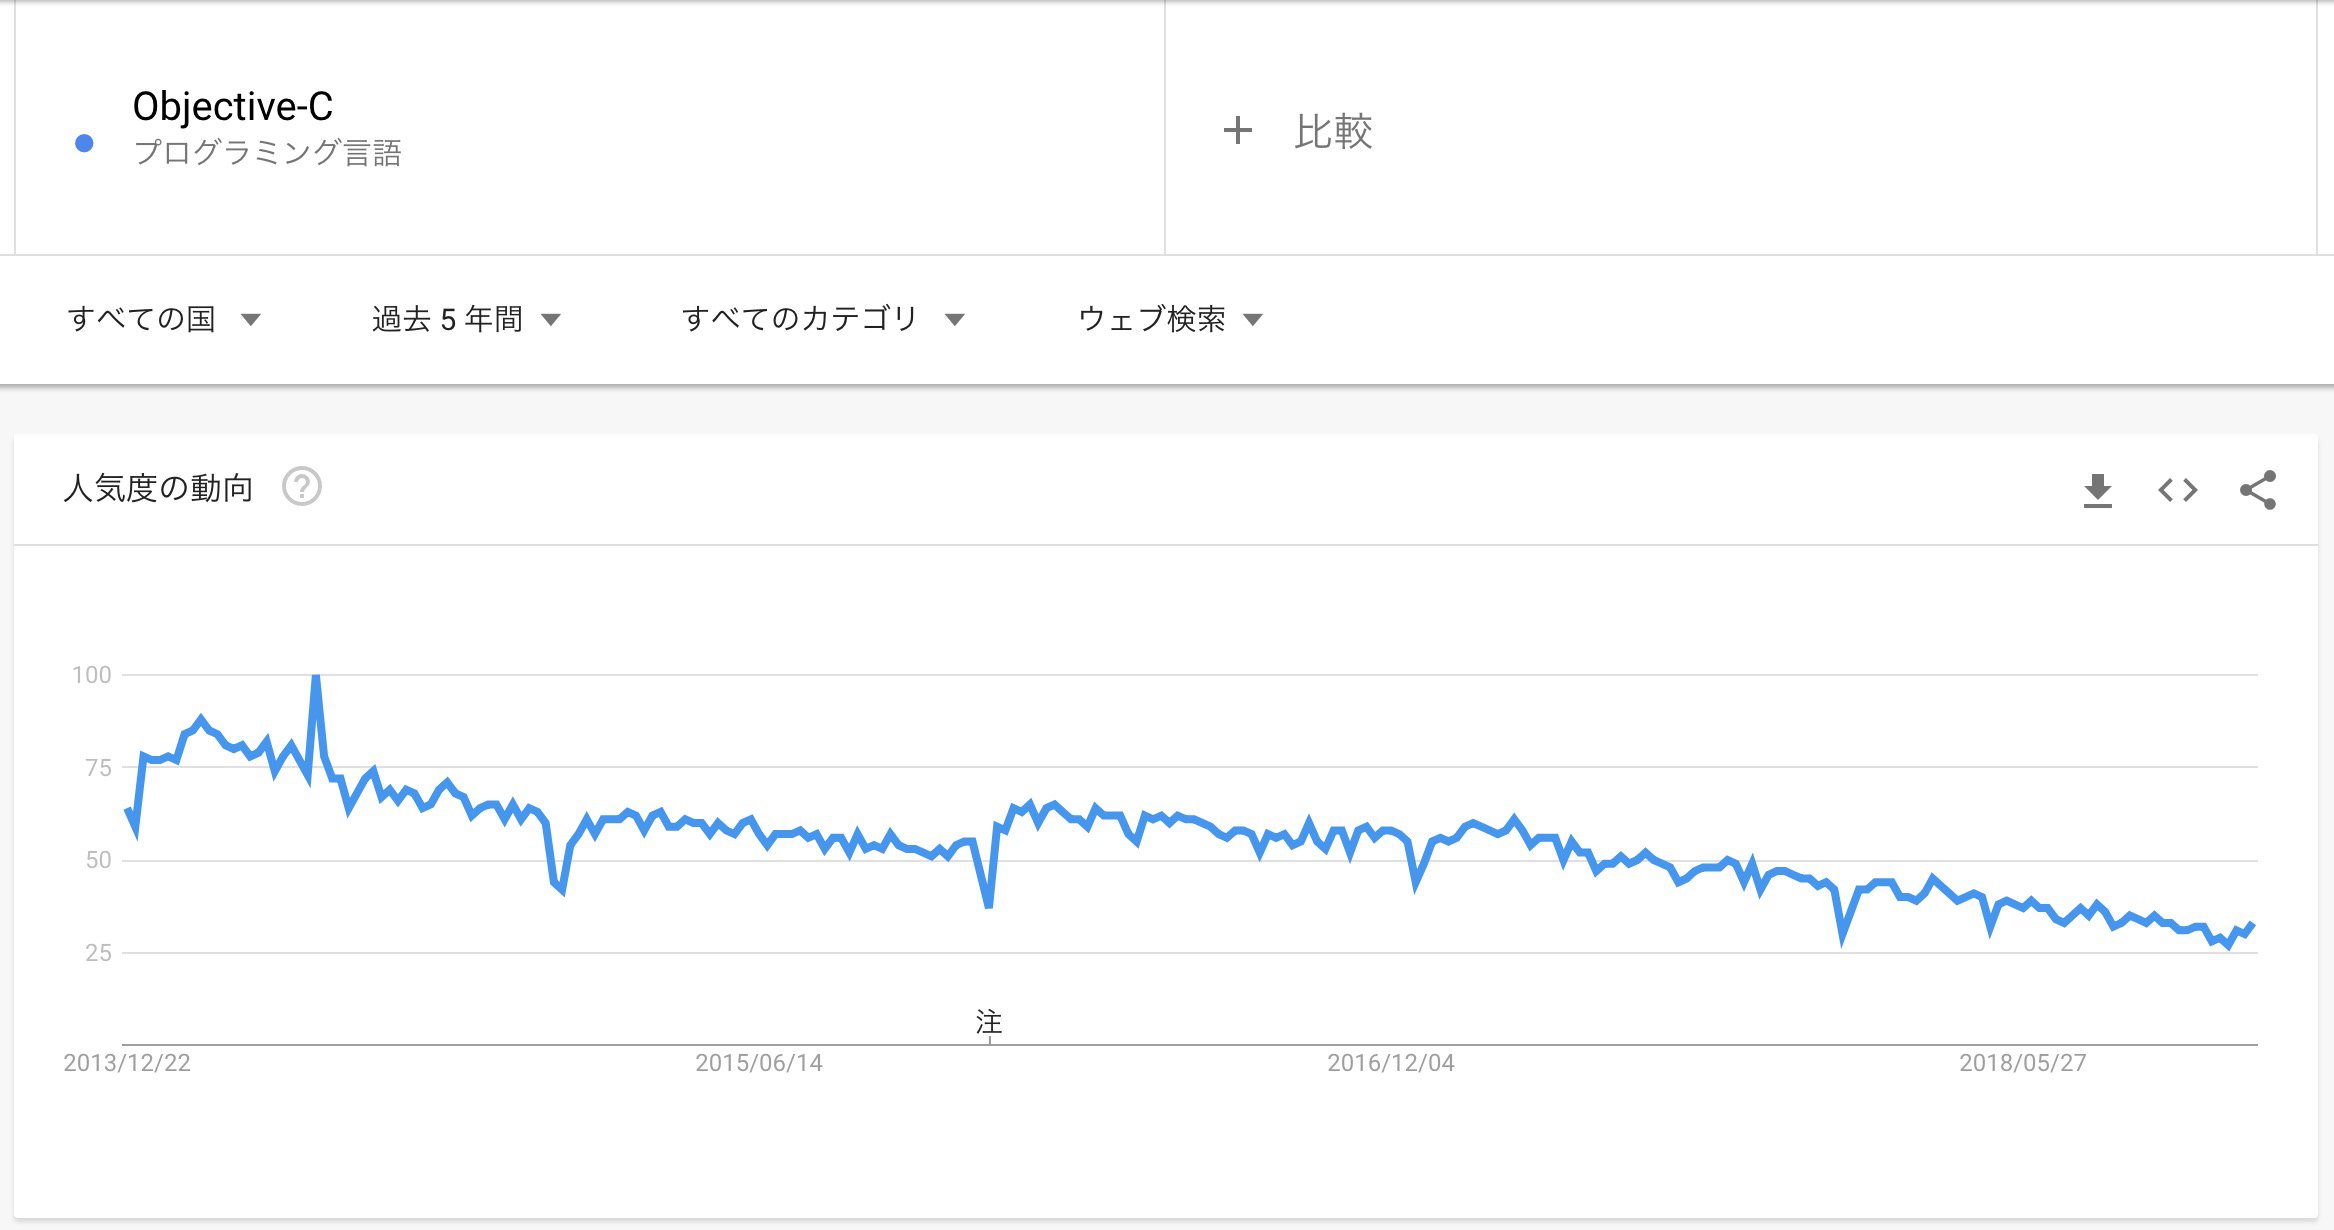 Objective-C
プログラミング言語
+ 比較
すべての国 過去 5 年間 すべてのカテゴリ ウェブ検索
人気度の動向 ?
100
75
50
25
注
2013/12/22 2015/06/14 2016/12/04 2018/05/27